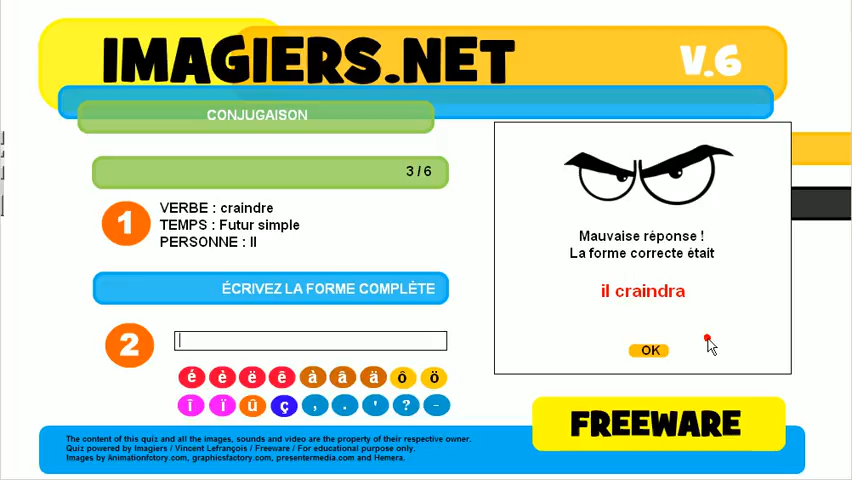 IMAGIERS.NET
V.6
CONJUGAISON
3 / 6
1
VERBE : craindre
TEMPS : Futur simple
PERSONNE : Il
ÉCRIVEZ LA FORME COMPLÈTE
2
é è ë ê à â ä ô ö
î ï û ç , . ' ? -
Mauvaise réponse !
La forme correcte était
il craindra
OK
FREEWARE
The content of this quiz and all the images, sounds and video are the property of their respective owner.
Quiz powered by Imagiers / Vincent Lefrançois / Freeware / For educational purpose only.
Images by Animationfctory.com, graphicsfactory.com, presentermedia.com and Hemera.